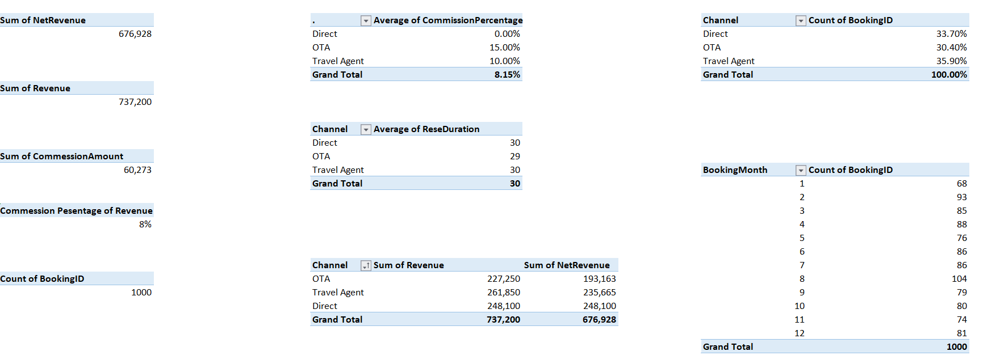 Sum of NetRevenue
676,928
Sum of Revenue
737,200
Sum of CommessionAmount
60,273
Commession Pesentage of Revenue
8%
Count of BookingID
1000
. Average of CommissionPercentage
Direct 0.00%
OTA 15.00%
Travel Agent 10.00%
Grand Total 8.15%
Channel Average of ReseDuration
Direct 30
OTA 29
Travel Agent 30
Grand Total 30
Channel Sum of Revenue Sum of NetRevenue
OTA 227,250 193,163
Travel Agent 261,850 235,665
Direct 248,100 248,100
Grand Total 737,200 676,928
Channel Count of BookingID
Direct 33.70%
OTA 30.40%
Travel Agent 35.90%
Grand Total 100.00%
BookingMonth Count of BookingID
1 68
2 93
3 85
4 88
5 76
6 86
7 86
8 104
9 79
10 80
11 74
12 81
Grand Total 1000